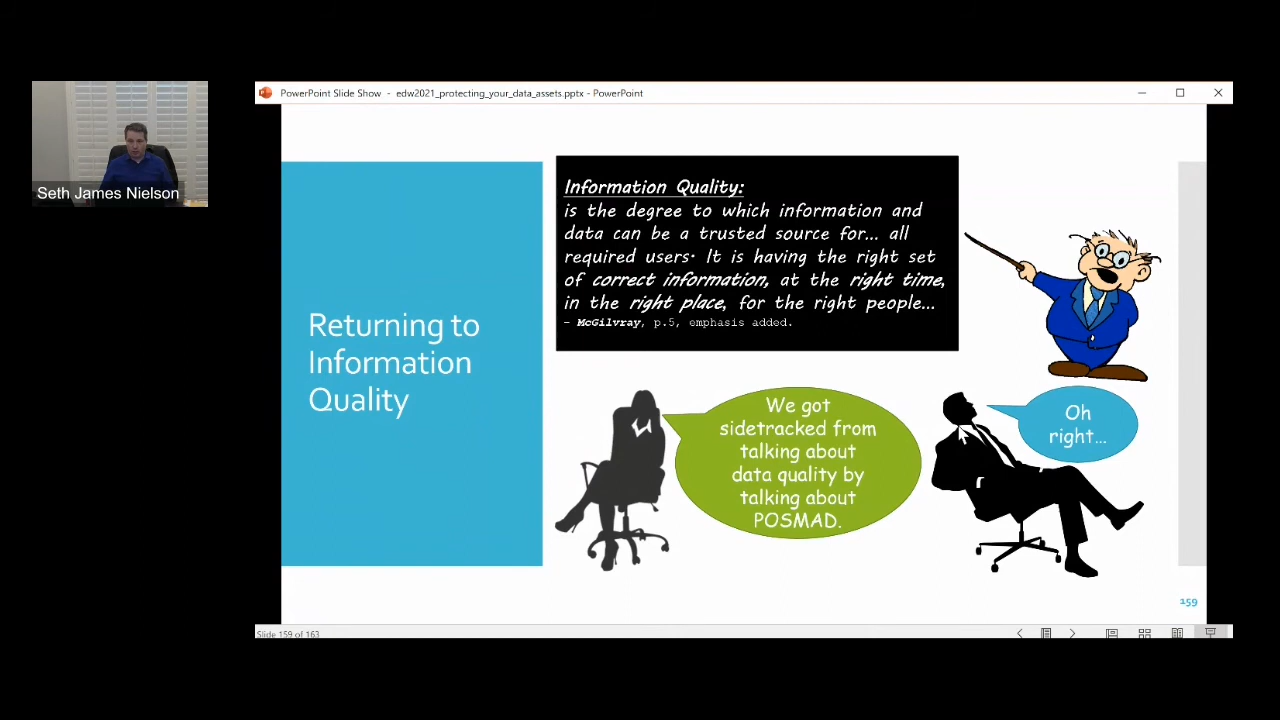 PowerPoint Slide Show - edw2021_protecting_your_data_assets.pptx - PowerPoint
Seth James Nielson
Returning to
Information
Quality
Information Quality:
is the degree to which information and
data can be a trusted source for... all
required users. It is having the right set
of correct information, at the right time,
in the right place, for the right people...
- McGilvray, p.5, emphasis added.
We got
sidetracked from
talking about
data quality by
talking about
POSMAD.
Oh
right...
159
Slide 159 of 163